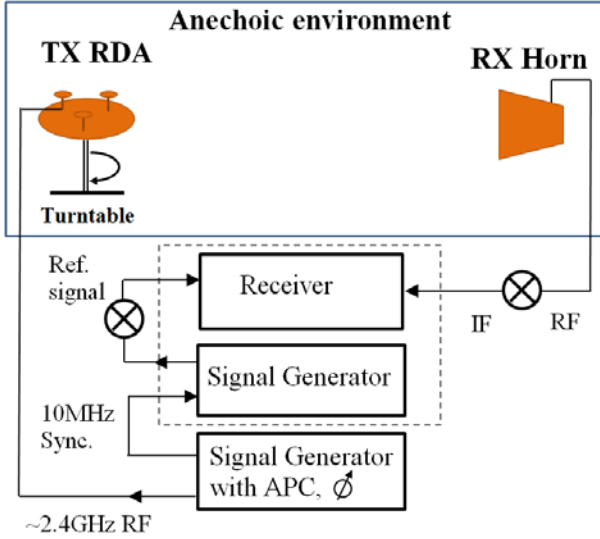 Anechoic environment
TX RDA
RX Horn
Turntable
Ref.
signal
Receiver
IF
RF
Signal Generator
10MHz
Sync.
Signal Generator
with APC, ϕ
~2.4GHz RF